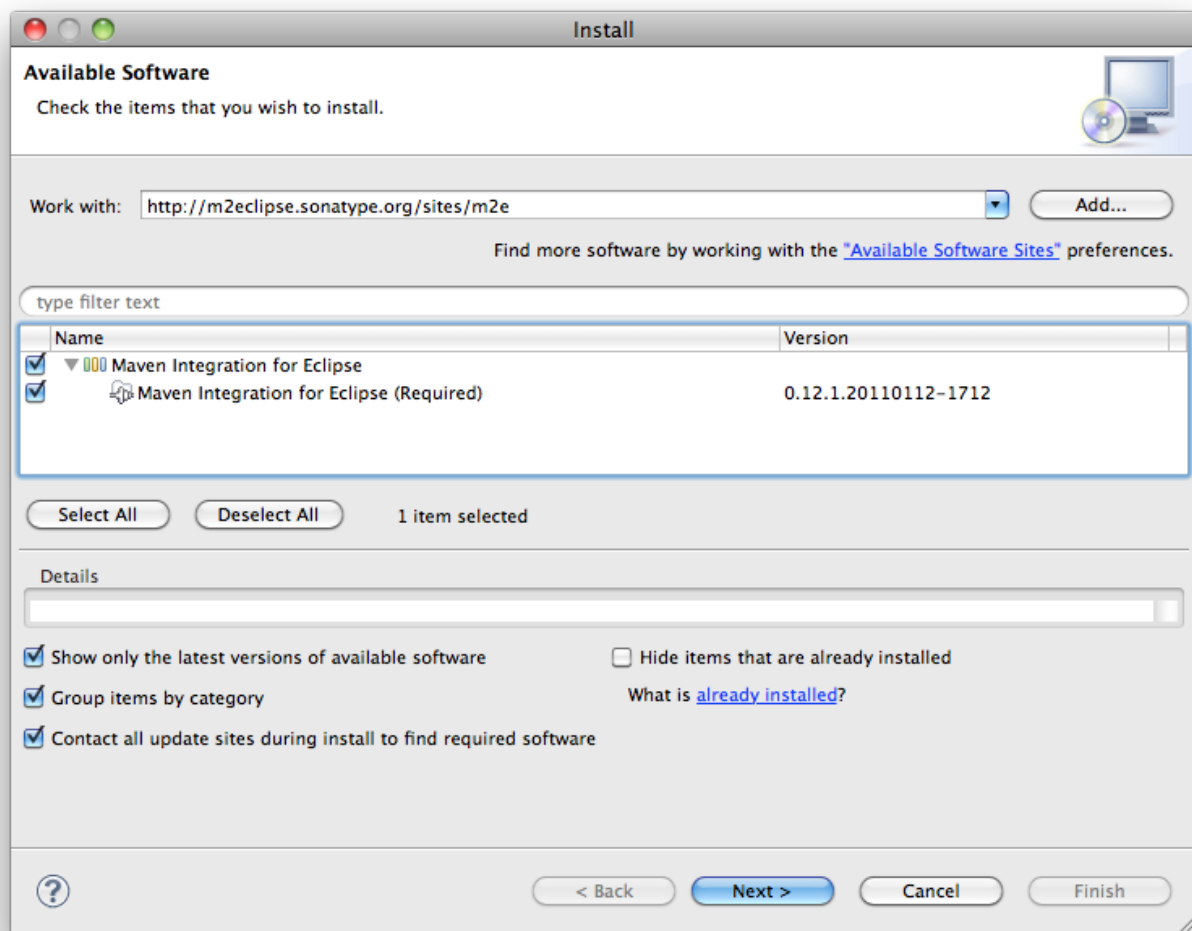 Install
Available Software
Check the items that you wish to install.
Work with: http://m2eclipse.sonatype.org/sites/m2e Add...
Find more software by working with the "Available Software Sites" preferences.
type filter text
Name Version
Maven Integration for Eclipse
Maven Integration for Eclipse (Required) 0.12.1.20110112-1712
Select All Deselect All 1 item selected
Details
Show only the latest versions of available software Hide items that are already installed
Group items by category What is already installed?
Contact all update sites during install to find required software
? < Back Next > Cancel Finish